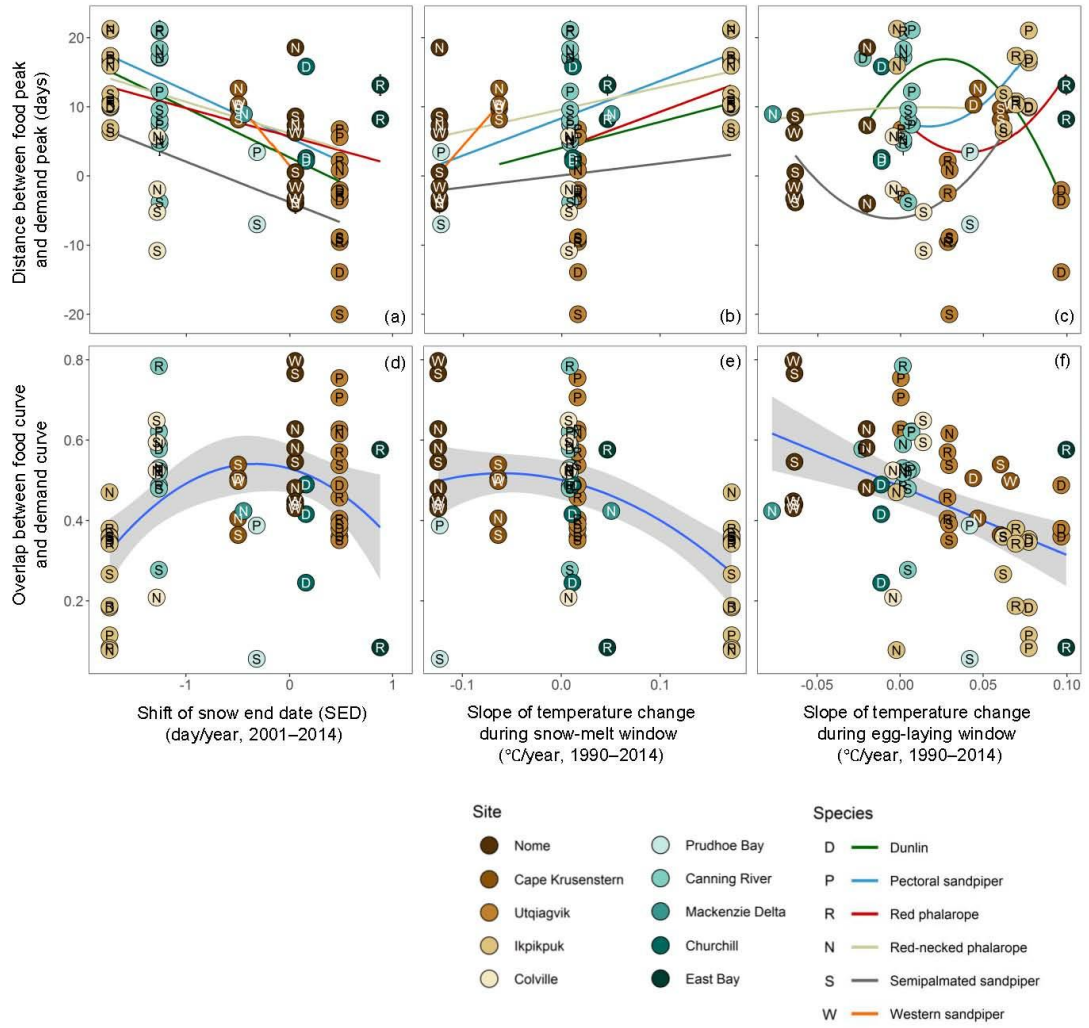 Distance between food peak
and demand peak (days)
20
10
0
-10
-20
(a)
(b)
(c)
Overlap between food curve
and demand curve
0.8
0.6
0.4
0.2
(d)
(e)
(f)
-1
0
1
-0.1
0.0
0.1
-0.05
0.00
0.05
0.10
Shift of snow end date (SED)
(day/year, 2001–2014)
Slope of temperature change
during snow-melt window
(°C/year, 1990–2014)
Slope of temperature change
during egg-laying window
(°C/year, 1990–2014)
Site
Nome
Cape Krusenstern
Utqiagvik
Ikpikpuk
Colville
Prudhoe Bay
Canning River
Mackenzie Delta
Churchill
East Bay
Species
D Dunlin
P Pectoral sandpiper
R Red phalarope
N Red-necked phalarope
S Semipalmated sandpiper
W Western sandpiper